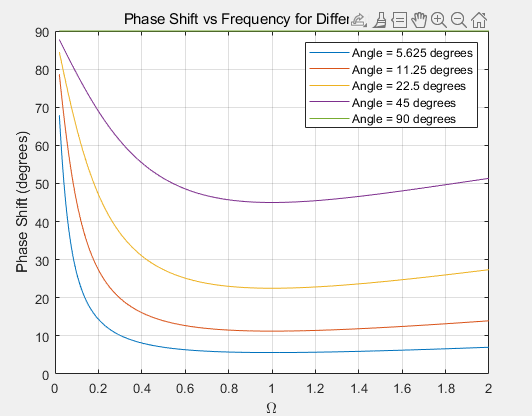 Phase Shift vs Frequency for Differ
Angle = 5.625 degrees
Angle = 11.25 degrees
Angle = 22.5 degrees
Angle = 45 degrees
Angle = 90 degrees
Phase Shift (degrees)
90
80
70
60
50
40
30
20
10
0
0 0.2 0.4 0.6 0.8 1 1.2 1.4 1.6 1.8 2
Ω